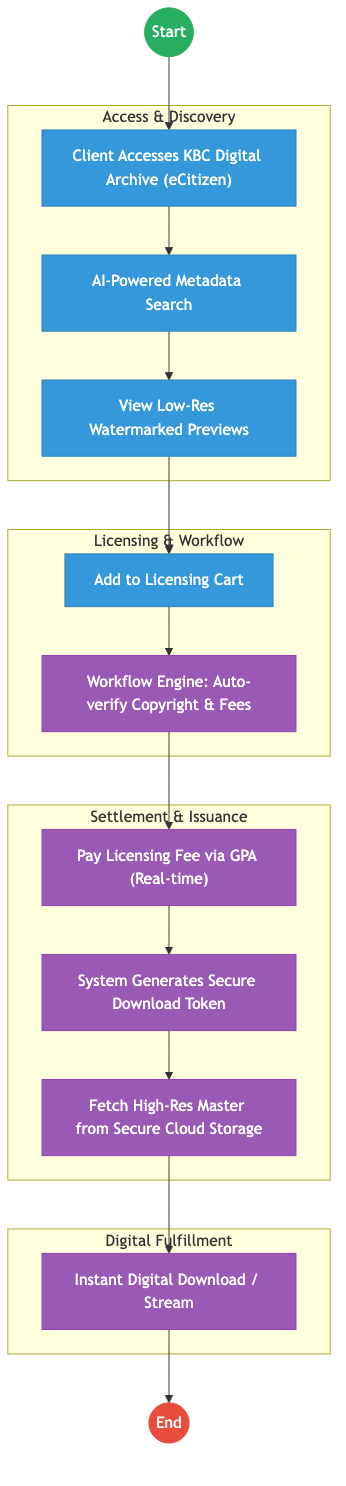 Start
Access & Discovery
Client Accesses KBC Digital
Archive (eCitizen)
AI-Powered Metadata
Search
View Low-Res
Watermarked Previews
Licensing & Workflow
Add to Licensing Cart
Workflow Engine: Auto-
verify Copyright & Fees
Settlement & Issuance
Pay Licensing Fee via GPA
(Real-time)
System Generates Secure
Download Token
Fetch High-Res Master
from Secure Cloud Storage
Digital Fulfillment
Instant Digital Download /
Stream
End